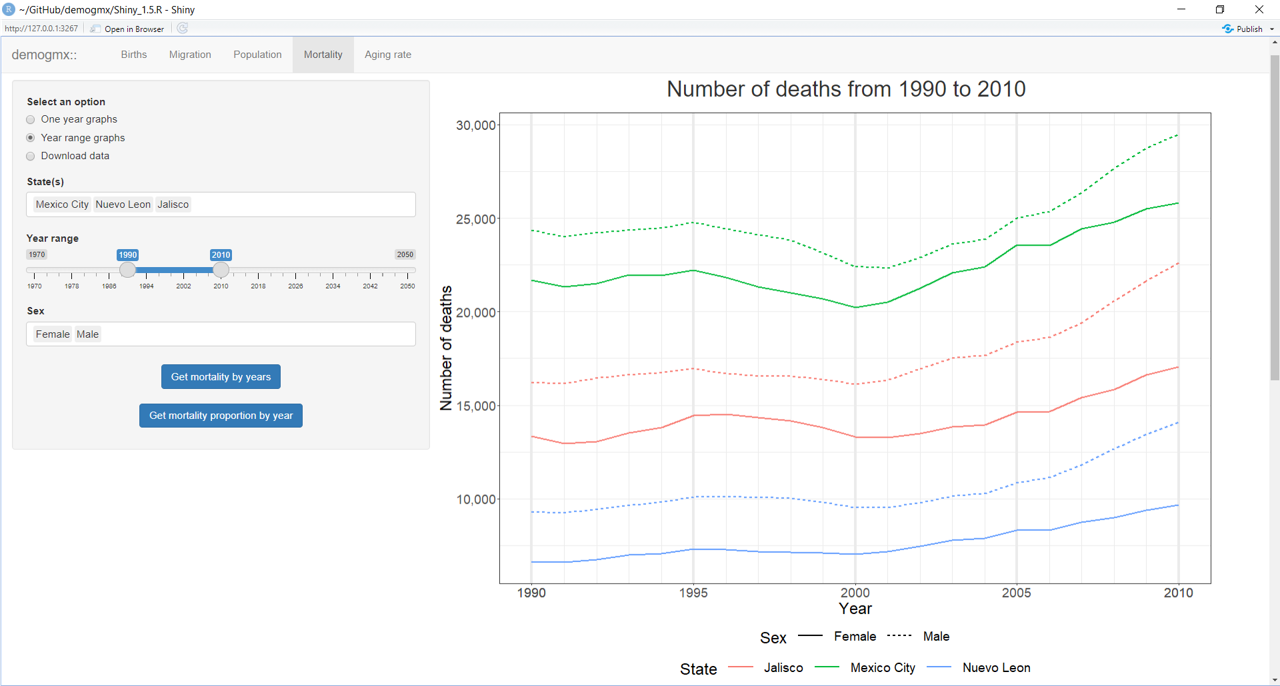 ~/GitHub/demogmx/Shiny_1.5.R - Shiny
http://127.0.0.1:3267 Open in Browser Publish
demogmx:: Births Migration Population Mortality Aging rate
Select an option
One year graphs
Year range graphs
Download data
State(s)
Mexico City Nuevo Leon Jalisco
Year range
1970 1990 2010 2050
1970 1978 1986 1994 2002 2010 2018 2026 2034 2042 2050
Sex
Female Male
Get mortality by years
Get mortality proportion by year
Number of deaths from 1990 to 2010
Number of deaths
30,000
25,000
20,000
15,000
10,000
1990 1995 2000 2005 2010
Year
Sex Female Male
State Jalisco Mexico City Nuevo Leon